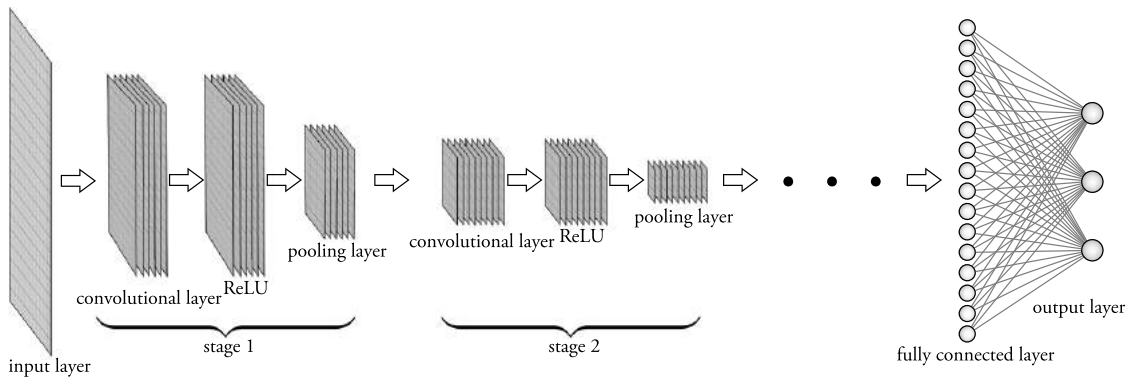 input layer
convolutional layer
ReLU
pooling layer
stage 1
convolutional layer
ReLU
pooling layer
stage 2
fully connected layer
output layer